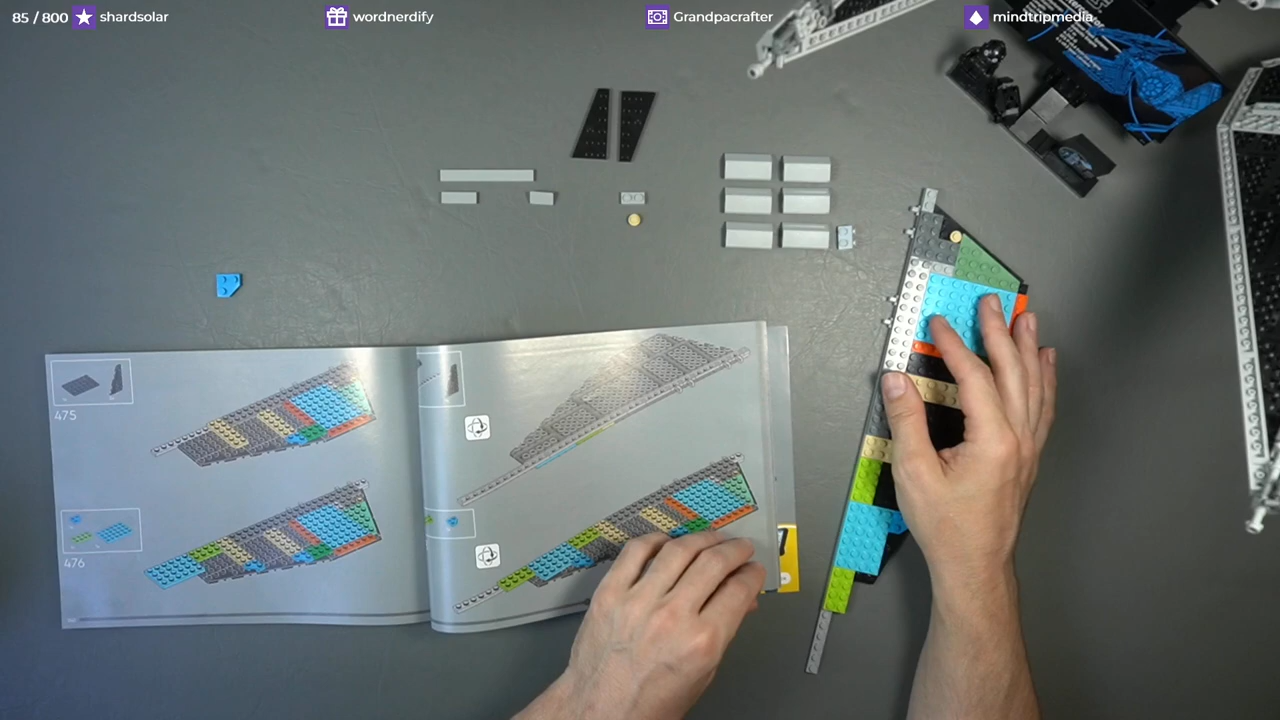 85 / 800 shardsolar
wordnerdify
Grandpacrafter
mindtripmedia
475
476